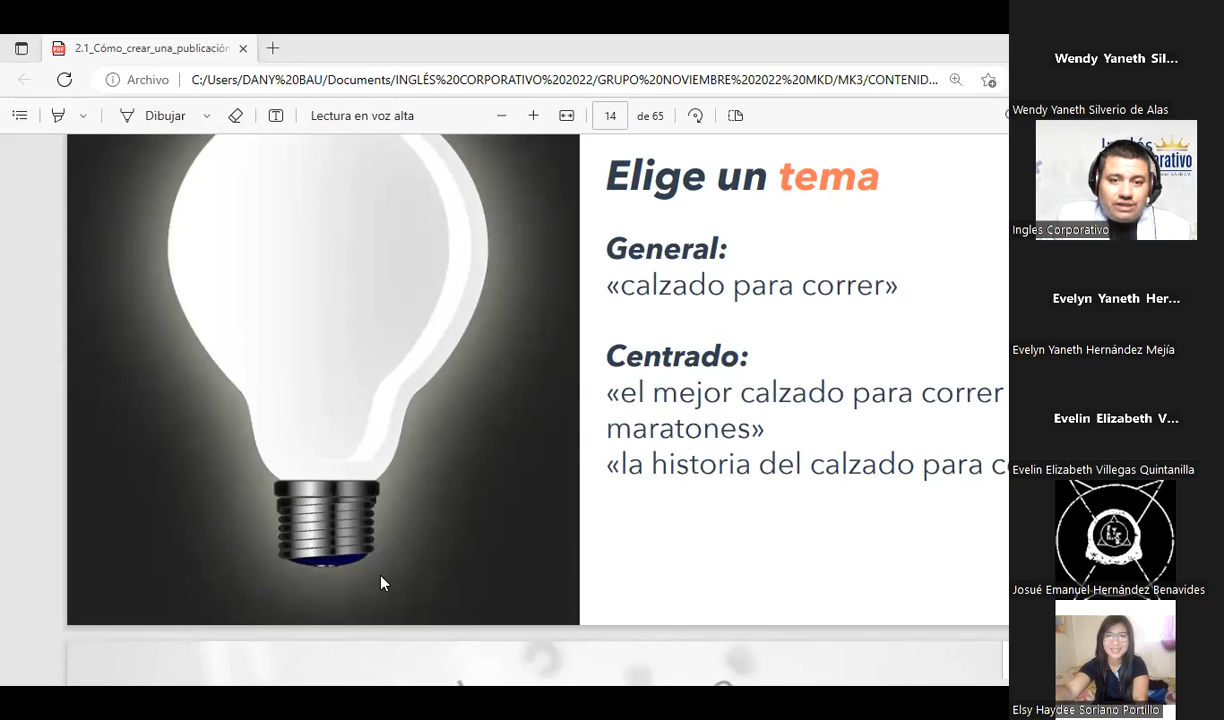 2.1_Cómo_crear_una_publicación
Archivo
C:/Users/DANY%20BAU/Documents/INGLÉS%20CORPORATIVO%202022/GRUPO%20NOVIEMBRE%202022%20MKD/MK3/CONTENID...
Dibujar
Lectura en voz alta
14
de 65
Elige un tema
General:
«calzado para correr»
Centrado:
«el mejor calzado para correr
maratones»
«la historia del calzado para c
Wendy Yaneth Sil...
Wendy Yaneth Silverio de Alas
Ingles Corporativo
Evelyn Yaneth Her...
Evelyn Yaneth Hernández Mejía
Evelin Elizabeth V...
Evelin Elizabeth Villegas Quintanilla
Josué Emanuel Hernández Benavides
Elsy Haydee Soriano Portillo